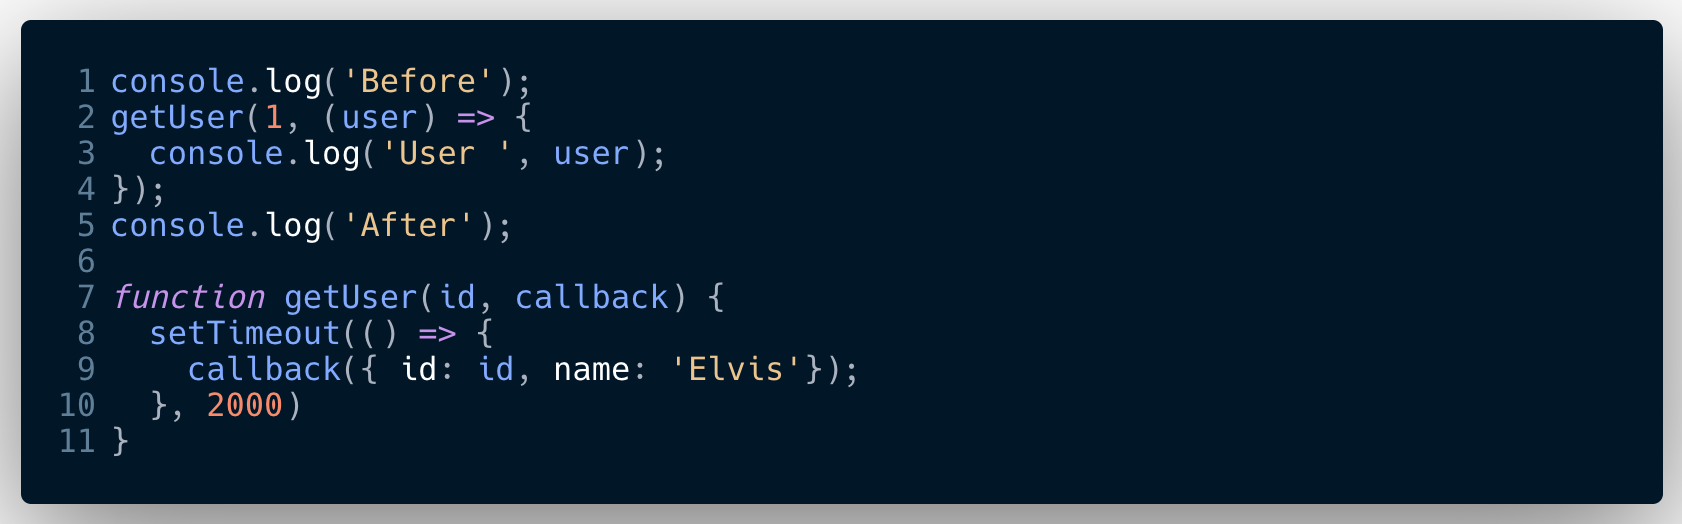 1 console.log('Before');
2 getUser(1, (user) => {
3   console.log('User ', user);
4 });
5 console.log('After');
6
7 function getUser(id, callback) {
8   setTimeout(() => {
9     callback({ id: id, name: 'Elvis'});
10   }, 2000)
11 }